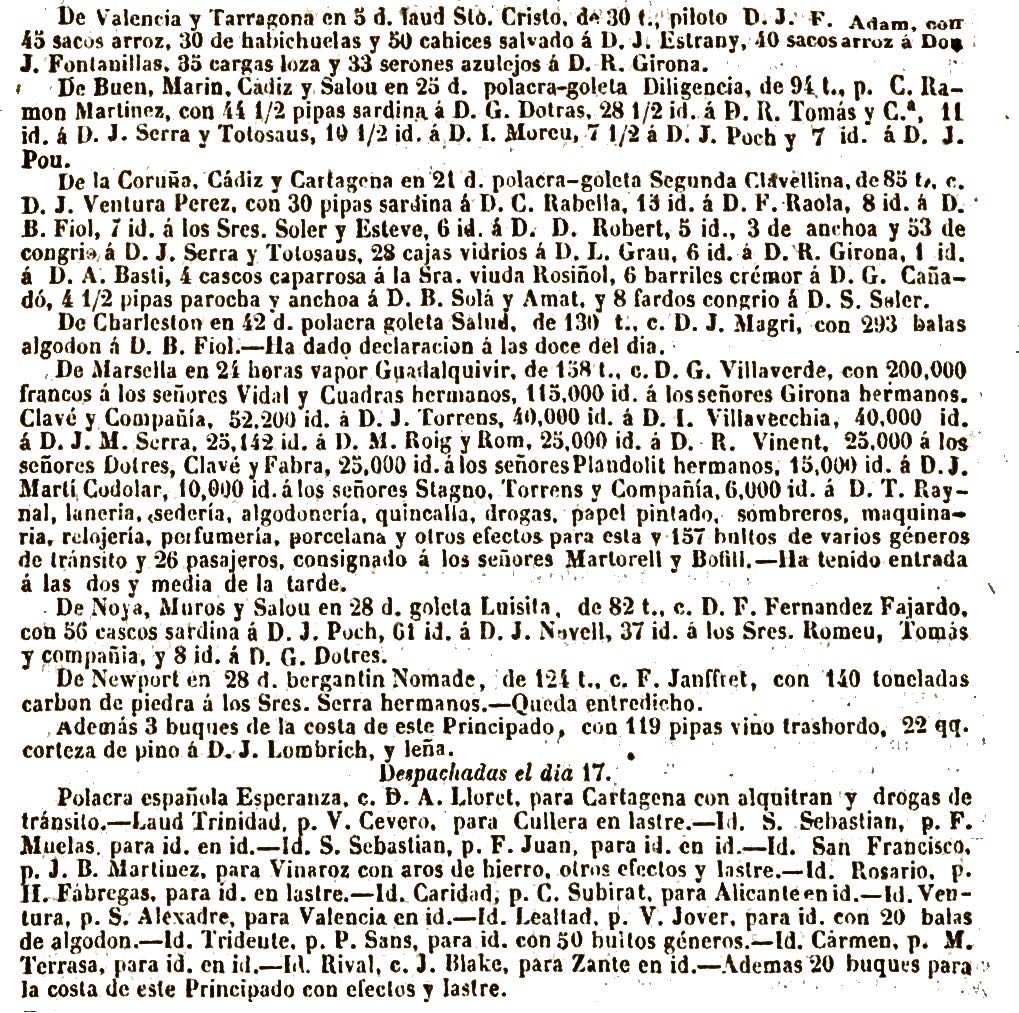 De Valencia y Tarragona en 5 d. laud Sto. Cristo, de 30 t., piloto D. J. F. Adam, con
45 sacos arroz, 30 de habichuelas y 50 cahices salvado á D. J. Estrany, 40 sacos arroz á Don
J. Fontanillas, 35 cargas loza y 33 serones azulejos á D. R. Girona.
De Buen, Marin, Cádiz y Salou en 25 d. polacra-goleta Diligencia, de 94 t., p. C. Ra-
mon Martinez, con 44 1/2 pipas sardina á D. G. Dotras, 28 1/2 id. á D. R. Tomás y C.ª, 11
id. á D. J. Serra y Totosaus, 10 1/2 id. á D. I. Moreu, 7 1/2 á D. J. Poch y 7 id. á D. J.
Pou.
De la Coruña, Cádiz y Cartagena en 21 d. polacra-goleta Segunda Clavellina, de 85 t., c.
D. J. Ventura Perez, con 30 pipas sardina á D. C. Rabella, 13 id. á D. F. Raola, 8 id. á D.
B. Fiol, 7 id. á los Sres. Soler y Esteve, 6 id. á D. D. Robert, 5 id., 3 de anchoa y 53 de
congrio á D. J. Serra y Totosaus, 28 cajas vidrios á D. L. Grau, 6 id. á D. R. Girona, 1 id.
á D. A. Basti, 4 cascos caparrosa á la Sra. viuda Rosiñol, 6 barriles crémor á D. G. Caña-
dó, 4 1/2 pipas parocha y anchoa á D. B. Solá y Amat, y 8 fardos congrio á D. S. Soler.
De Charleston en 42 d. polacra goleta Salud, de 130 t., c. D. J. Magri, con 293 balas
algodon á D. B. Fiol.—Ha dado declaracion á las doce del dia.
De Marsella en 24 horas vapor Guadalquivir, de 158 t., c. D. G. Villaverde, con 200,000
francos á los señores Vidal y Cuadras hermanos, 115,000 id. á los señores Girona hermanos.
Clavé y Compañía, 52,200 id. á D. J. Torrens, 40,000 id. á D. I. Villavecchia, 40,000 id.
á D. J. M. Serra, 25,142 id. á D. M. Roig y Rom, 25,000 id. á D. R. Vinent, 25,000 á los
señores Dotres, Clavé y Fabra, 25,000 id. á los señores Plandolit hermanos, 15,000 id. á D. J.
Martí Codolar, 10,000 id. á los señores Stagno, Torrens y Compañía, 6,000 id. á D. T. Ray-
nal, laneria, sedería, algodonería, quincalla, drogas, papel pintado, sombreros, maquina-
ria, relojería, perfumería, porcelana y otros efectos para esta y 157 bultos de varios géneros
de tránsito y 26 pasajeros, consignado á los señores Martorell y Bofill.—Ha tenido entrada
á las dos y media de la tarde.
De Noya, Muros y Salou en 28 d. goleta Luisita, de 82 t., c. D. F. Fernandez Fajardo,
con 56 cascos sardina á D. J. Poch, 61 id. á D. J. Novell, 37 id. á los Sres. Romeu, Tomás
y compañia, y 8 id. á D. G. Dotres.
De Newport en 28 d. bergantin Nomade, de 124 t., c. F. Janffret, con 140 toneladas
carbon de piedra á los Sres. Serra hermanos.—Queda entredicho.
Además 3 buques de la costa de este Principado, con 119 pipas vino trashordo, 22 qq.
corteza de pino á D. J. Lombrich, y leña.
Despachadas el dia 17.
Polacra española Esperanza, c. D. A. Lloret, para Cartagena con alquitran y drogas de
tránsito.—Laud Trinidad, p. V. Cevero, para Cullera en lastre.—Id. S. Sebastian, p. F.
Muelas, para id. en id.—Id. S. Sebastian, p. F. Juan, para id. en id.—Id. San Francisco,
p. J. B. Martinez, para Vinaroz con aros de hierro, otros efectos y lastre.—Id. Rosario, p.
H. Fábregas, para id. en lastre.—Id. Caridad, p. C. Subirat, para Alicante en id.—Id. Ven-
tura, p. S. Alexadre, para Valencia en id.—Id. Lealtad, p. V. Jover, para id. con 20 balas
de algodon.—Id. Tridente, p. P. Sans, para id. con 50 bultos géneros.—Id. Cármen, p. M.
Terrasa, para id. en id.—Id. Rival, c. J. Blake, para Zante en id.—Ademas 20 buques para
la costa de este Principado con efectos y lastre.